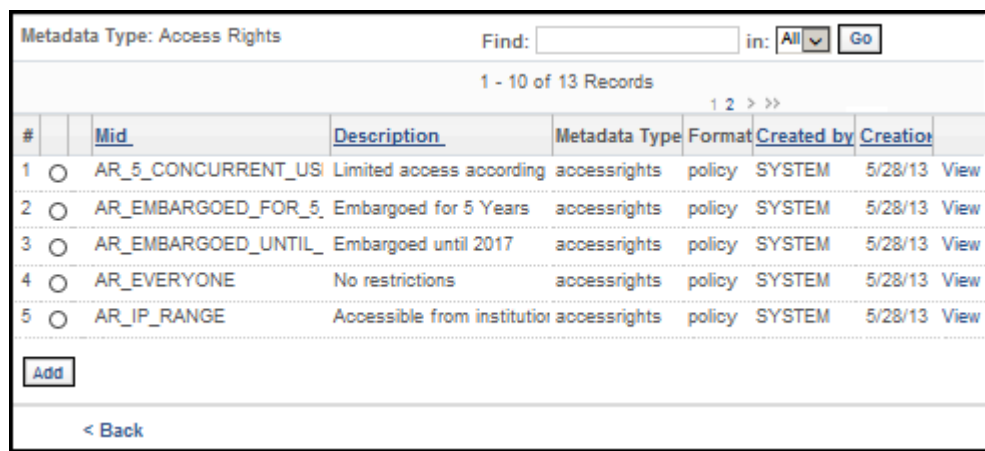 Metadata Type: Access Rights Find: in: All Go
1 - 10 of 13 Records
1 2 > >>
# Mid Description Metadata Type Format Created by Creation
1 AR_5_CONCURRENT_US Limited access according accessrights policy SYSTEM 5/28/13 View
2 AR_EMBARGOED_FOR_5_ Embargoed for 5 Years accessrights policy SYSTEM 5/28/13 View
3 AR_EMBARGOED_UNTIL_ Embargoed until 2017 accessrights policy SYSTEM 5/28/13 View
4 AR_EVERYONE No restrictions accessrights policy SYSTEM 5/28/13 View
5 AR_IP_RANGE Accessible from institution accessrights policy SYSTEM 5/28/13 View
Add
< Back